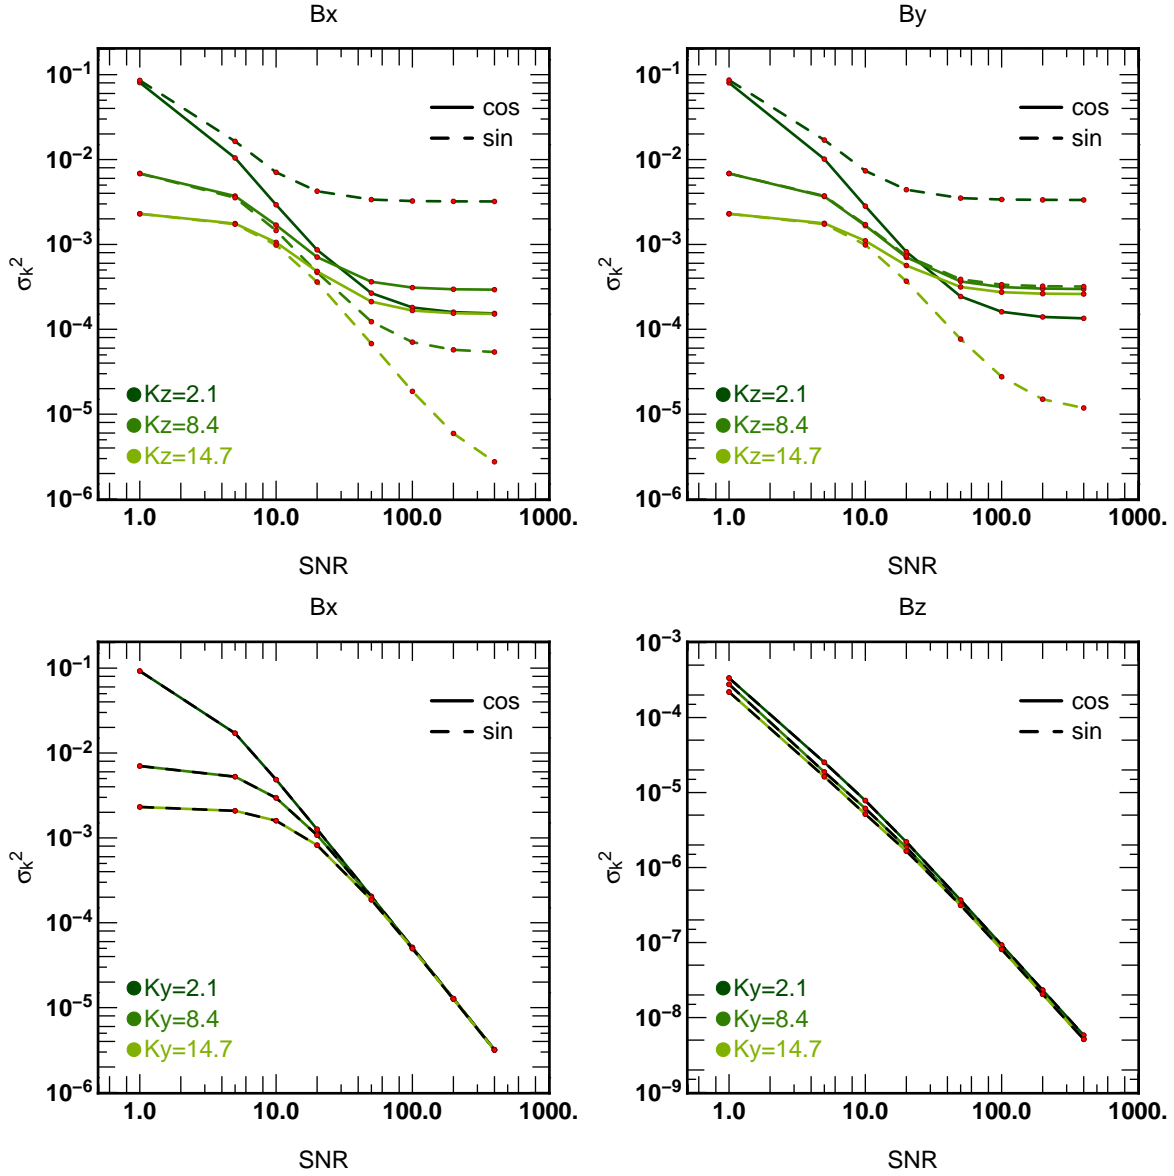 Bx
10⁻¹
10⁻²
10⁻³
10⁻⁴
10⁻⁵
10⁻⁶
σₖ²
cos
sin
Kz=2.1
Kz=8.4
Kz=14.7
1.0 10.0 100.0 1000.
SNR
By
10⁻¹
10⁻²
10⁻³
10⁻⁴
10⁻⁵
10⁻⁶
σₖ²
cos
sin
Kz=2.1
Kz=8.4
Kz=14.7
1.0 10.0 100.0 1000.
SNR
Bx
10⁻¹
10⁻²
10⁻³
10⁻⁴
10⁻⁵
10⁻⁶
σₖ²
cos
sin
Ky=2.1
Ky=8.4
Ky=14.7
1.0 10.0 100.0 1000.
SNR
Bz
10⁻³
10⁻⁴
10⁻⁵
10⁻⁶
10⁻⁷
10⁻⁸
10⁻⁹
σₖ²
cos
sin
Ky=2.1
Ky=8.4
Ky=14.7
1.0 10.0 100.0 1000.
SNR